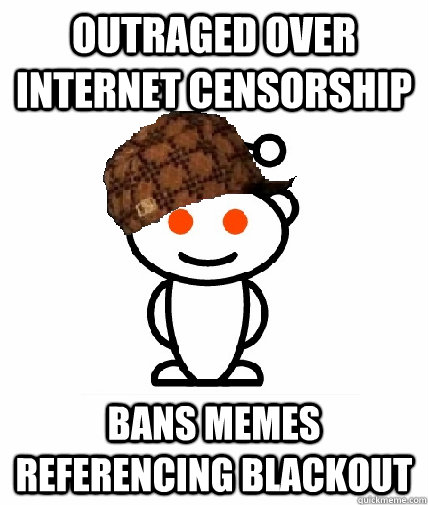 OUTRAGED OVER
INTERNET CENSORSHIP
BANS MEMES
REFERENCING BLACKOUT
quickmeme.com